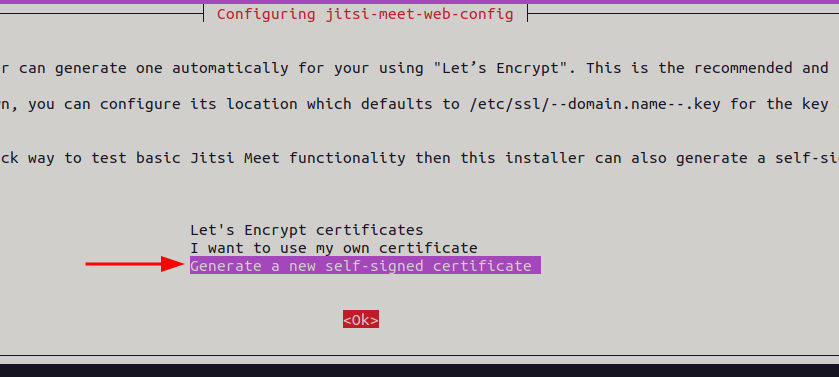 Configuring jitsi-meet-web-config
r can generate one automatically for your using "Let’s Encrypt". This is the recommended and
n, you can configure its location which defaults to /etc/ssl/--domain.name--.key for the key
ck way to test basic Jitsi Meet functionality then this installer can also generate a self-si
Let's Encrypt certificates
I want to use my own certificate
Generate a new self-signed certificate
<Ok>